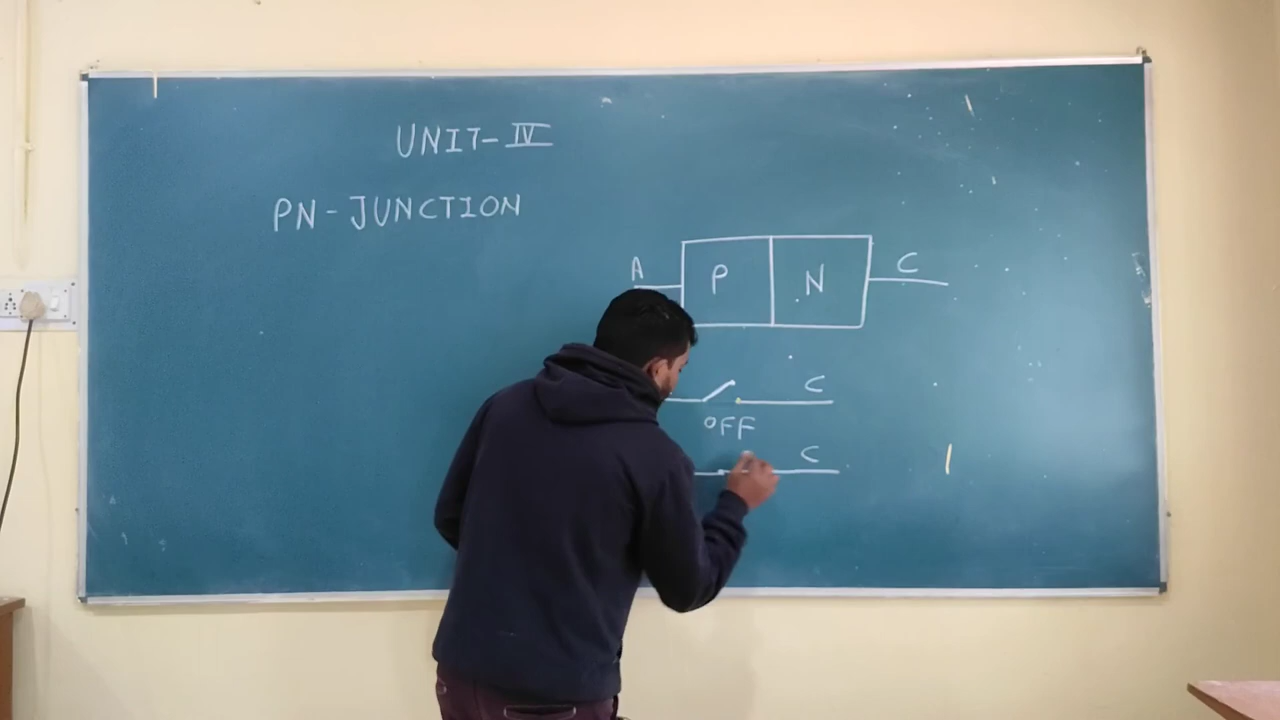 UNIT-IV
PN-JUNCTION
A P N C
C
OFF
C